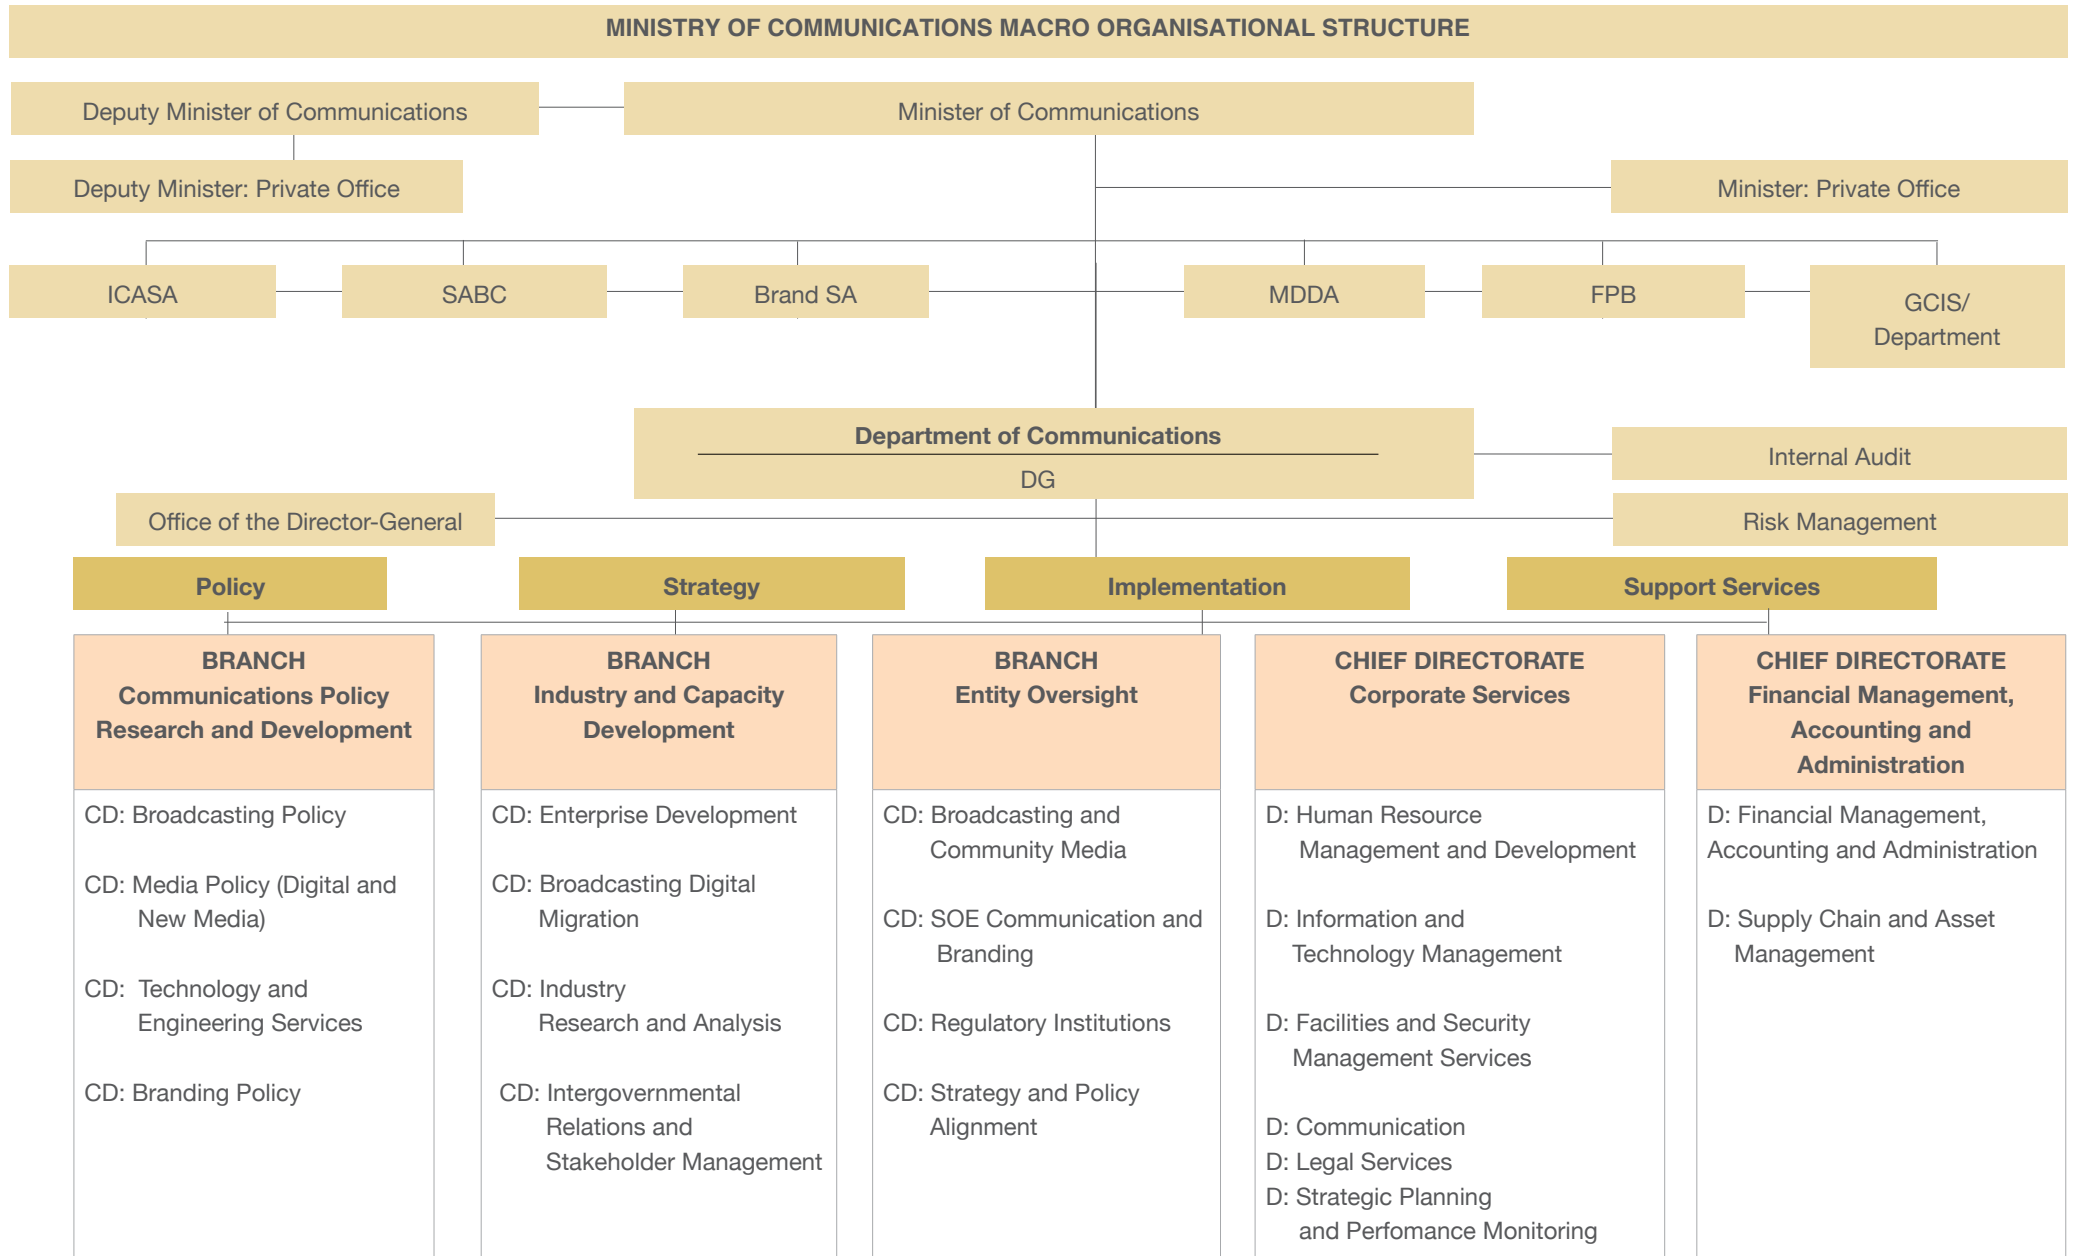 MINISTRY OF COMMUNICATIONS MACRO ORGANISATIONAL STRUCTURE
Deputy Minister of Communications
Minister of Communications
Deputy Minister: Private Office
Minister: Private Office
ICASA
SABC
Brand SA
MDDA
FPB
GCIS/
Department
Department of Communications
DG
Internal Audit
Office of the Director-General
Risk Management
Policy
Strategy
Implementation
Support Services
BRANCH
Communications Policy
Research and Development
CD: Broadcasting Policy
CD: Media Policy (Digital and
New Media)
CD: Technology and
Engineering Services
CD: Branding Policy
BRANCH
Industry and Capacity
Development
CD: Enterprise Development
CD: Broadcasting Digital
Migration
CD: Industry
Research and Analysis
CD: Intergovernmental
Relations and
Stakeholder Management
BRANCH
Entity Oversight
CD: Broadcasting and
Community Media
CD: SOE Communication and
Branding
CD: Regulatory Institutions
CD: Strategy and Policy
Alignment
CHIEF DIRECTORATE
Corporate Services
D: Human Resource
Management and Development
D: Information and
Technology Management
D: Facilities and Security
Management Services
D: Communication
D: Legal Services
D: Strategic Planning
and Perfomance Monitoring
CHIEF DIRECTORATE
Financial Management,
Accounting and
Administration
D: Financial Management,
Accounting and Administration
D: Supply Chain and Asset
Management